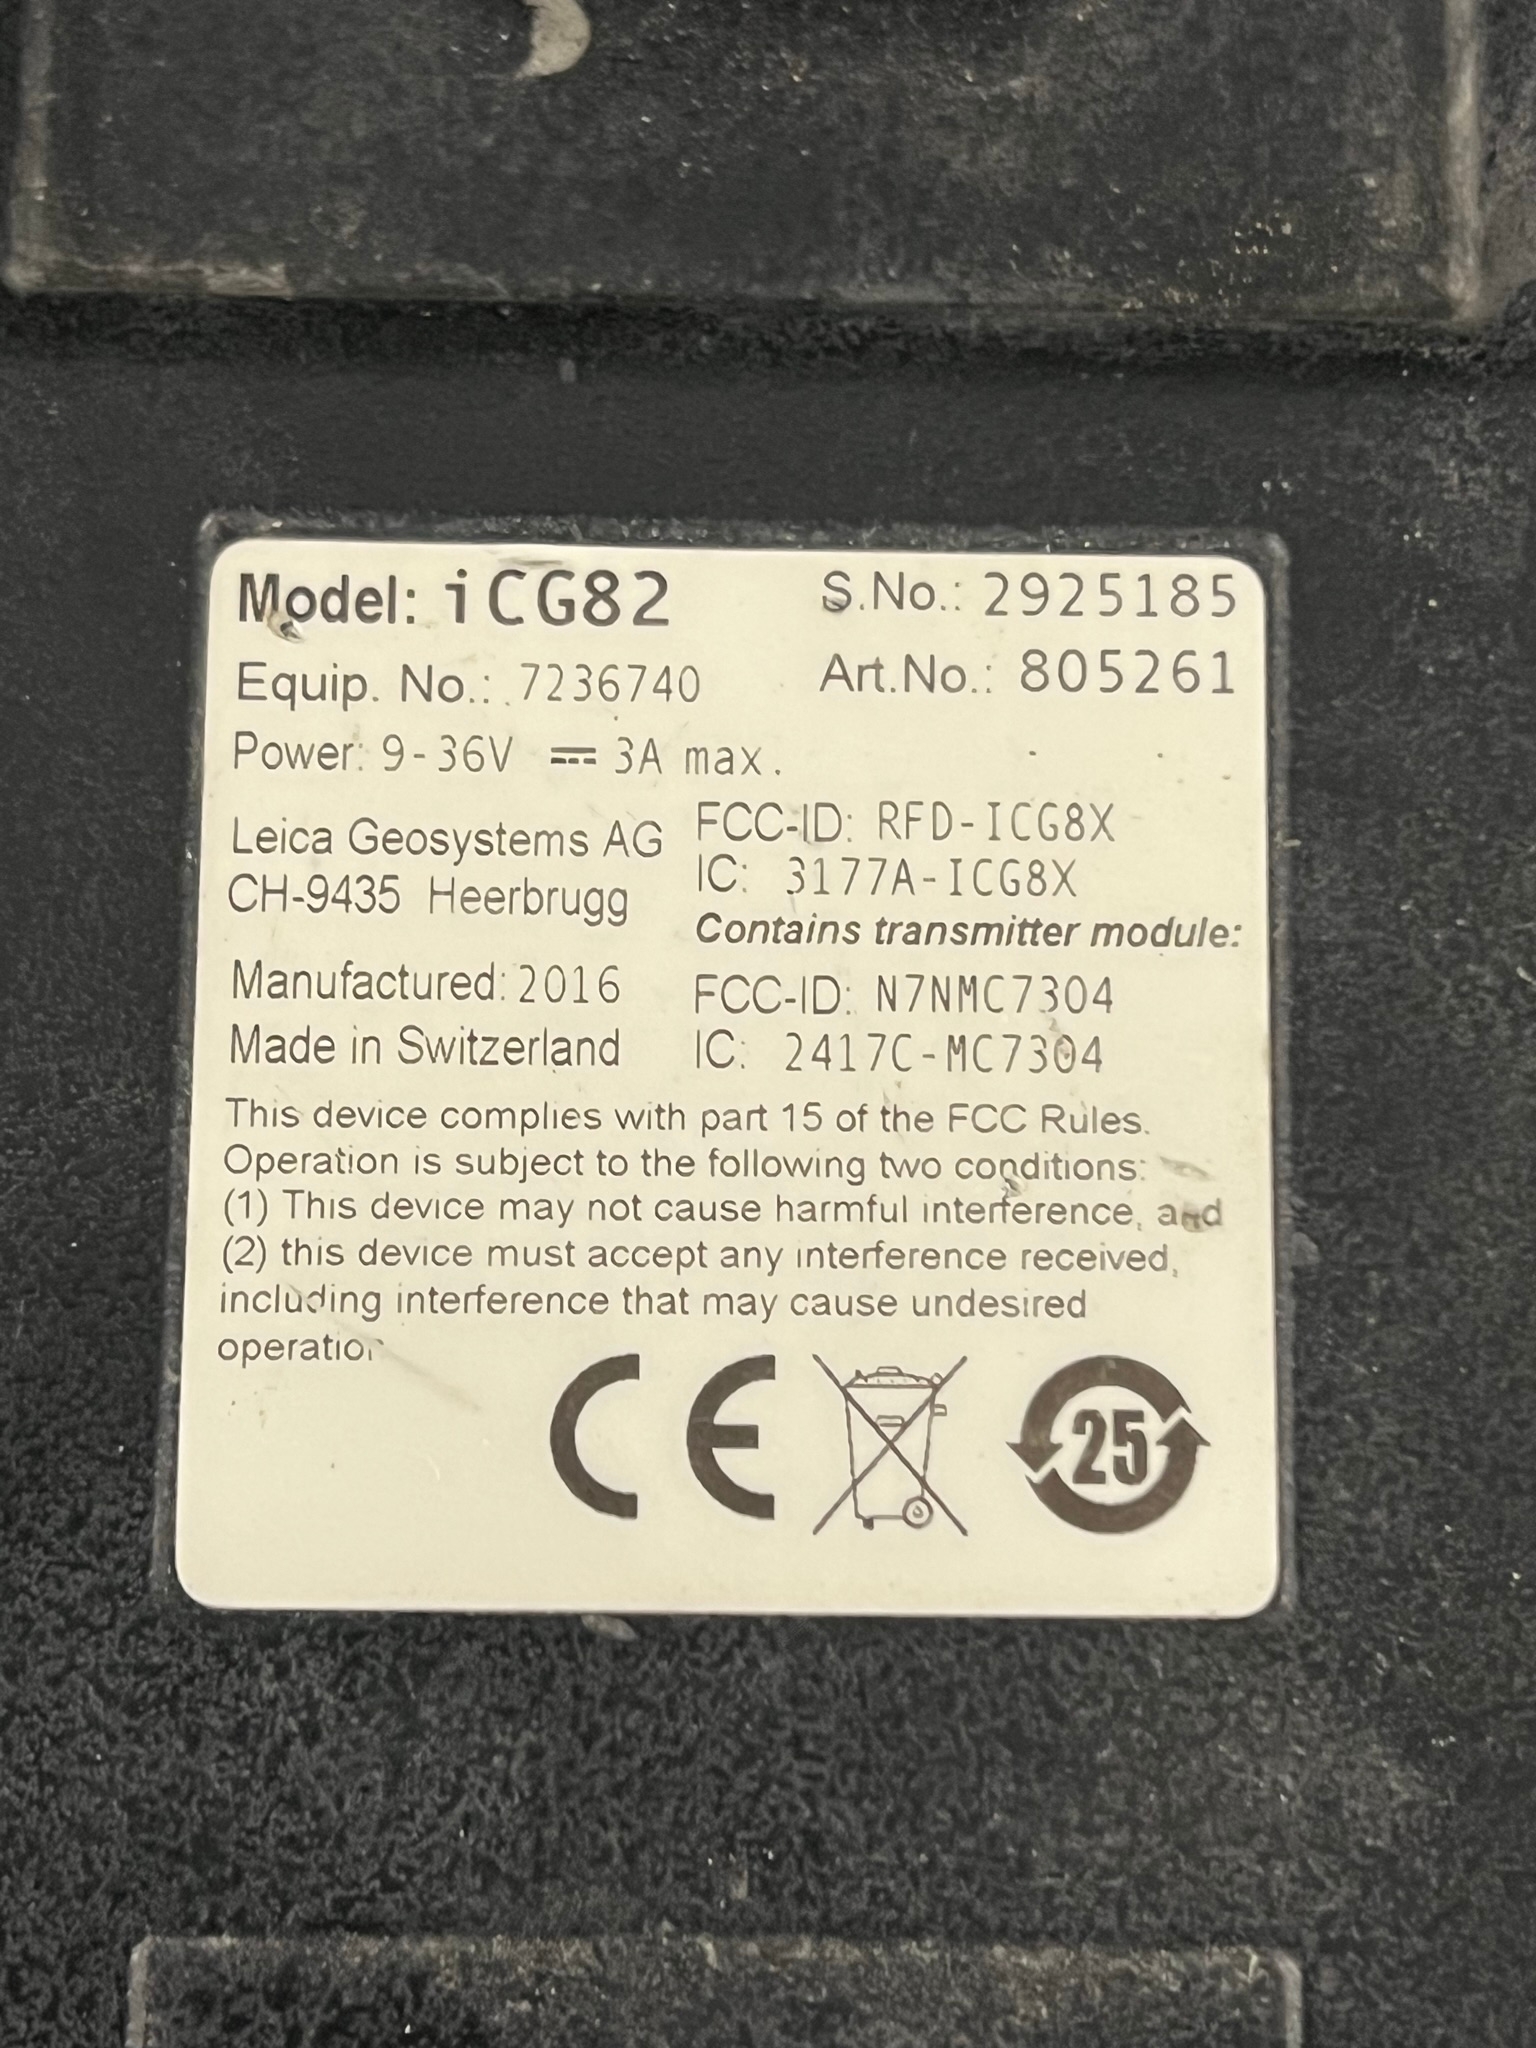 Model: iCG82 S.No.: 2925185
Equip. No.: 7236740 Art.No.: 805261
Power: 9-36V ⎓ 3A max.
Leica Geosystems AG
CH-9435 Heerbrugg
Manufactured: 2016
Made in Switzerland
FCC-ID: RFD-ICG8X
IC: 3177A-ICG8X
Contains transmitter module:
FCC-ID: N7NMC7304
IC: 2417C-MC7304
This device complies with part 15 of the FCC Rules.
Operation is subject to the following two conditions:
(1) This device may not cause harmful interference, and
(2) this device must accept any interference received,
including interference that may cause undesired
operation
CE
25